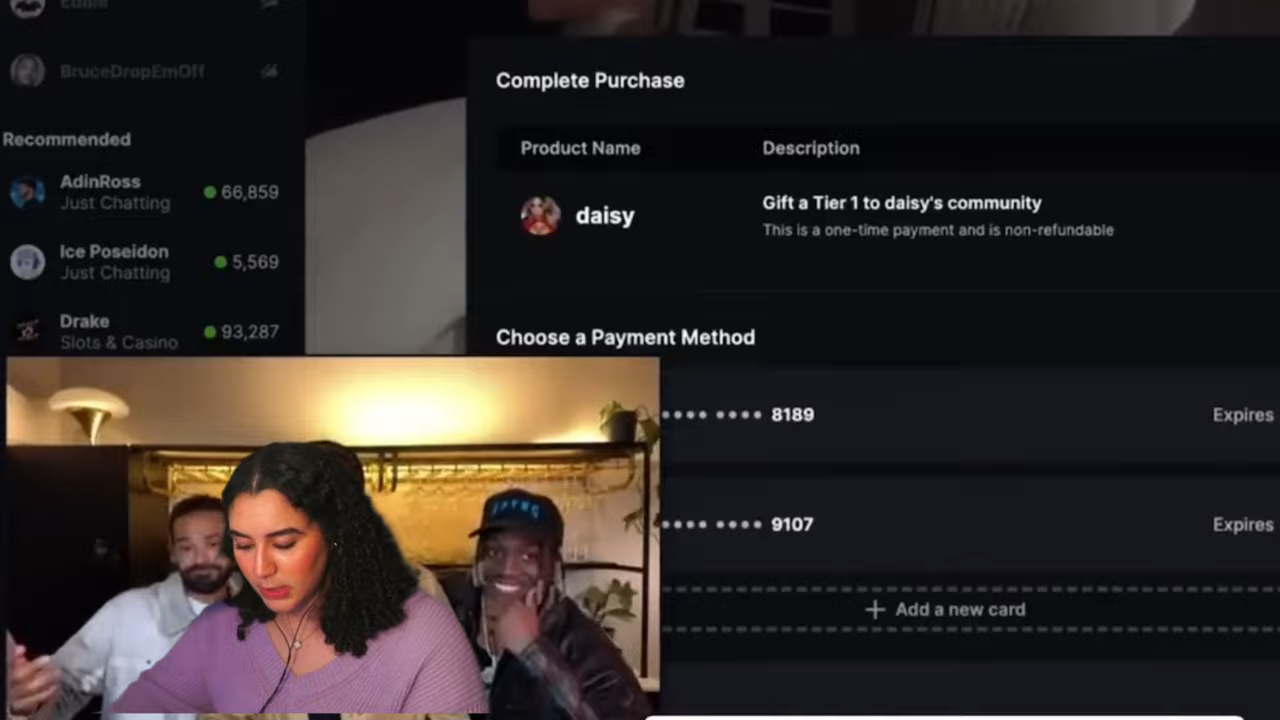 BruceDropEmOff
Recommended
AdinRoss
66,859
Just Chatting
Ice Poseidon
5,569
Just Chatting
Drake
93,287
Slots & Casino
Complete Purchase
Product Name Description
daisy
Gift a Tier 1 to daisy's community
This is a one-time payment and is non-refundable
Choose a Payment Method
•••• •••• 8189 Expires
•••• •••• 9107 Expires
+ Add a new card